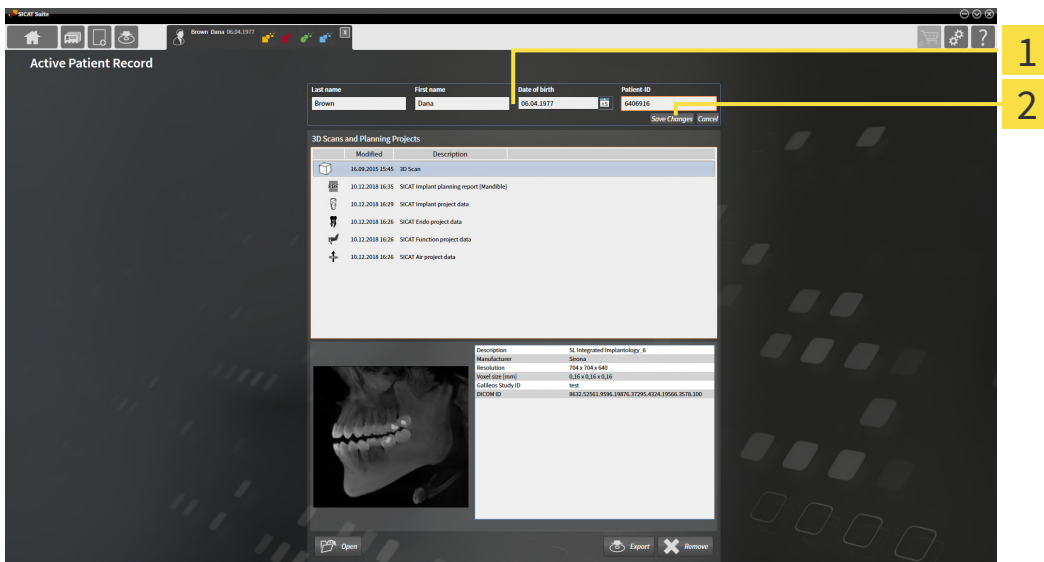 SICAT Suite
Brown Dana 06.04.1977
X
?
Active Patient Record
1
Last name First name Date of birth Patient-ID
Brown Dana 06.04.1977 15 6406916
2
Save Changes Cancel
3D Scans and Planning Projects
Modified Description
16.09.2015 15:45 3D Scan
10.12.2018 16:35 SICAT Implant planning report [Mandible]
10.12.2018 16:29 SICAT Implant project data
10.12.2018 16:26 SICAT Endo project data
10.12.2018 16:26 SICAT Function project data
10.12.2018 16:26 SICAT Air project data
Description SL Integrated Implantology_6
Manufacturer Sirona
Resolution 704 x 704 x 640
Voxel size [mm] 0,16 x 0,16 x 0,16
Galileos Study ID test
DICOM ID 8632.52561.9596.19876.37295.4324.19566.3578.100
Open Export Remove